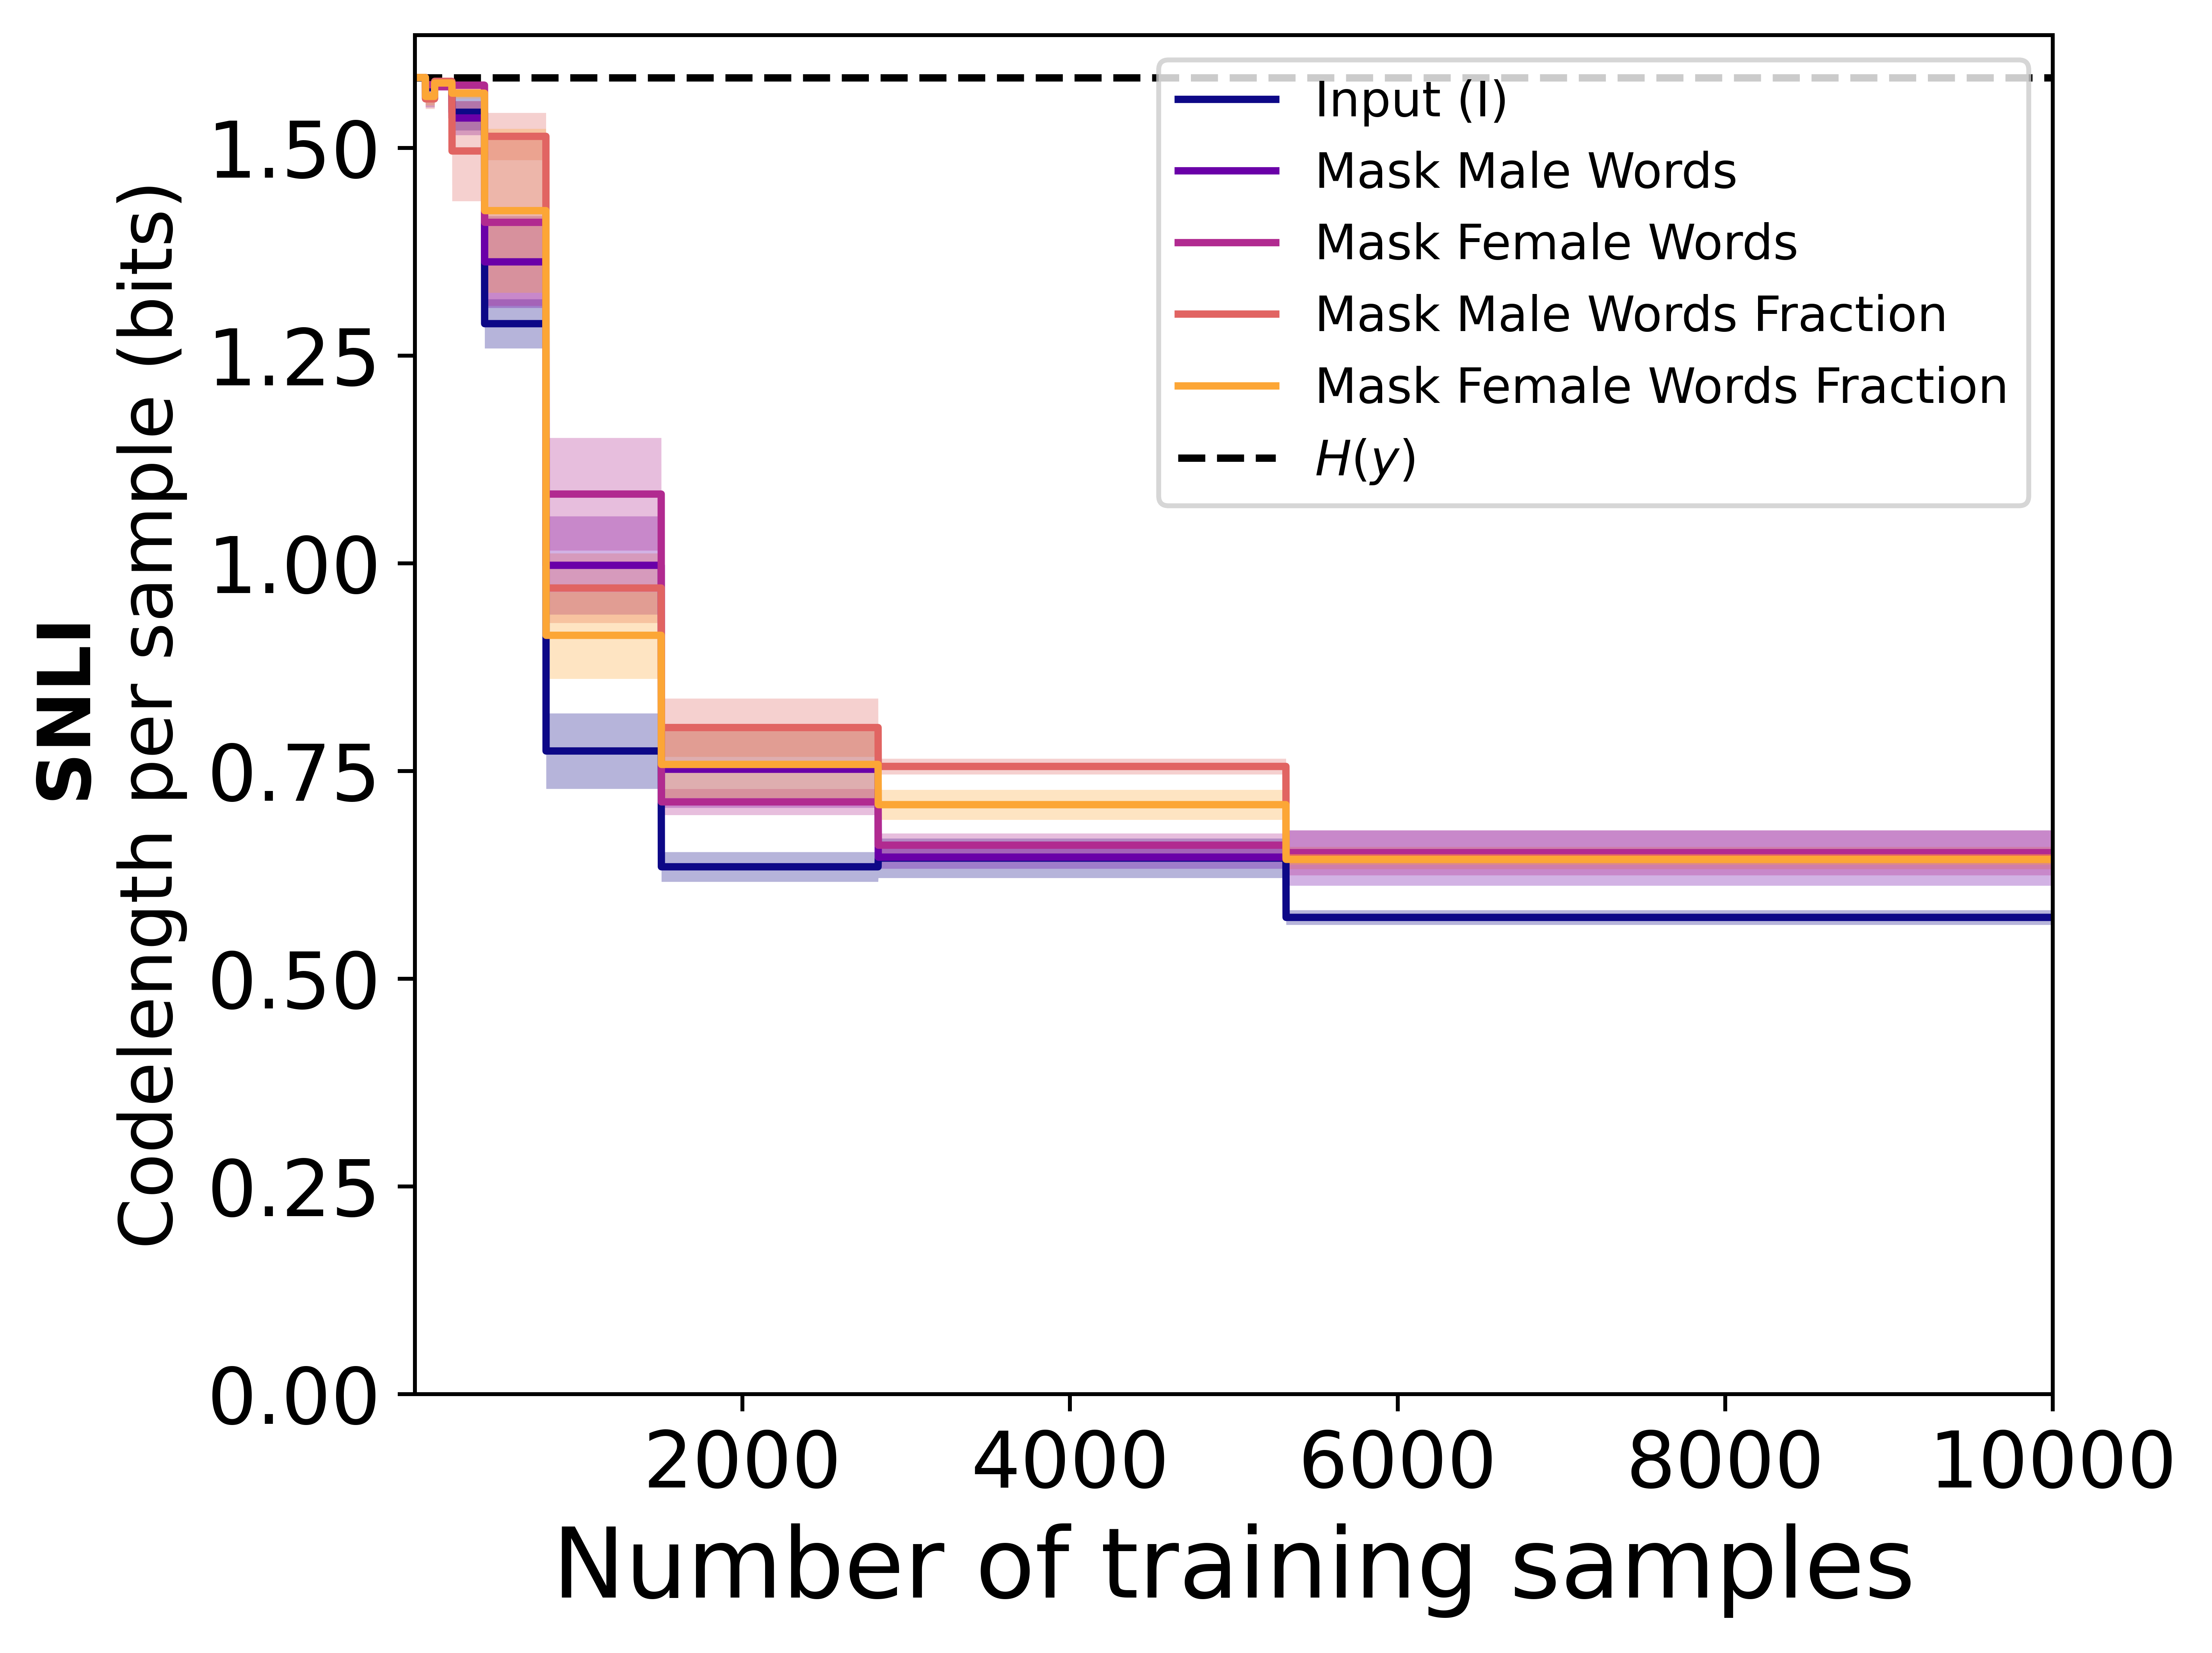 SNLI
Codelength per sample (bits)
1.50
1.25
1.00
0.75
0.50
0.25
0.00
Input (I)
Mask Male Words
Mask Female Words
Mask Male Words Fraction
Mask Female Words Fraction
H(y)
2000 4000 6000 8000 10000
Number of training samples